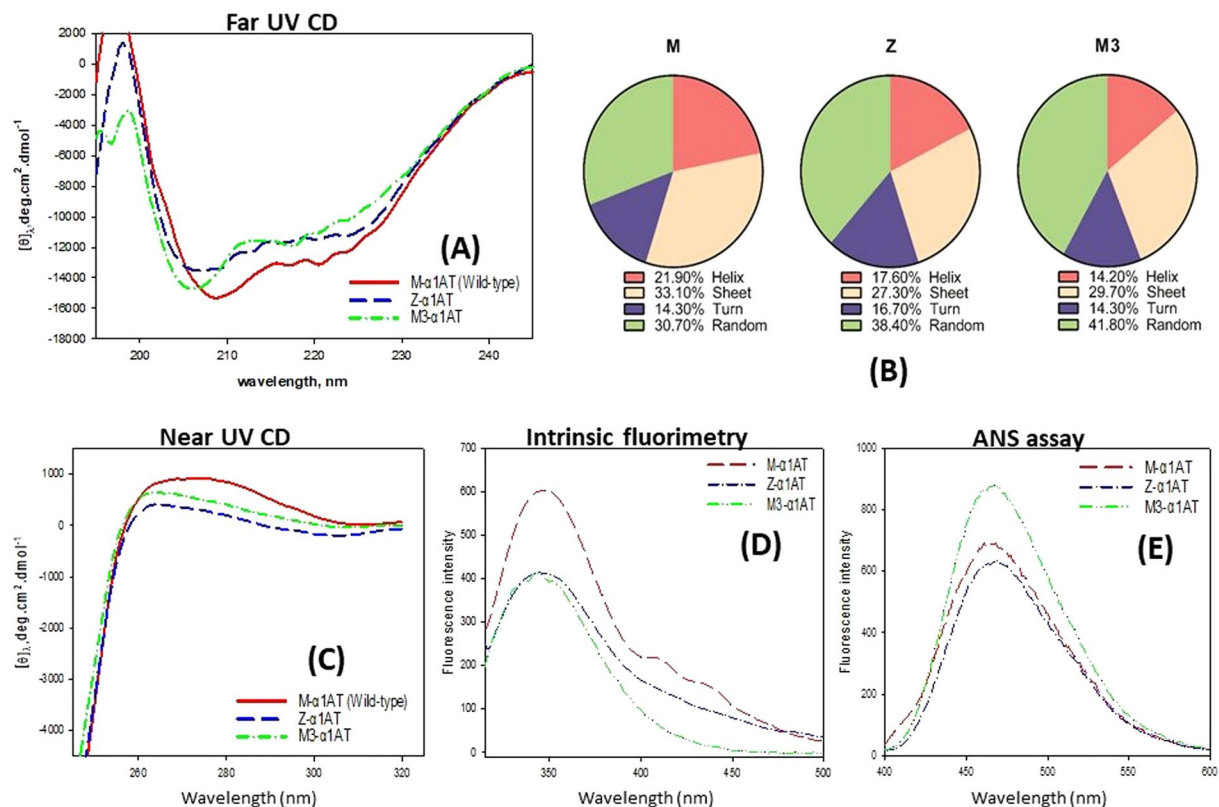 Far UV CD
2000
0
-2000
-4000
-6000
-8000
-10000
-12000
-14000
-16000
-18000
[θ]λ,deg.cm².dmol⁻¹
200
210
220
230
240
wavelength, nm
(A)
M-α1AT (Wild-type)
Z-α1AT
M3-α1AT
(B)
M
Z
M3
21.90% Helix
33.10% Sheet
14.30% Turn
30.70% Random
17.60% Helix
27.30% Sheet
16.70% Turn
38.40% Random
14.20% Helix
29.70% Sheet
14.30% Turn
41.80% Random
Near UV CD
1000
0
-1000
-2000
-3000
-4000
[θ]λ,deg.cm².dmol⁻¹
260
280
300
320
Wavelength (nm)
(C)
M-α1AT (Wild-type)
Z-α1AT
M3-α1AT
Intrinsic fluorimetry
700
600
500
400
300
200
100
0
Fluorescence intensity
350
400
450
500
Wavelength (nm)
M-α1AT
Z-α1AT
M3-α1AT
(D)
ANS assay
1000
800
600
400
200
0
Fluorescence intensity
400
450
500
550
600
Wavelength (nm)
M-α1AT
Z-α1AT
M3-α1AT
(E)